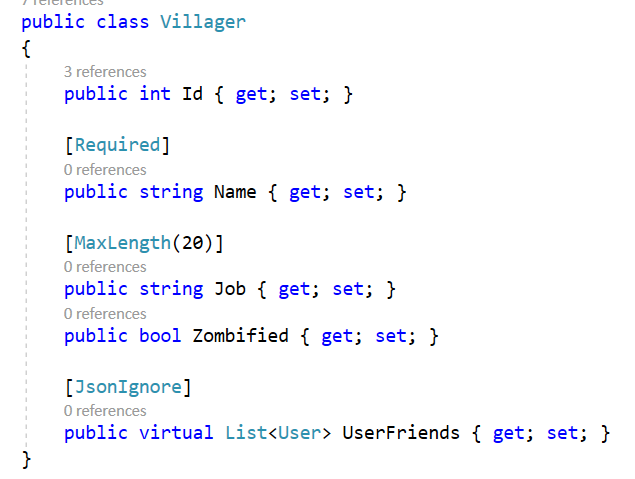 7 references
public class Villager
{
3 references
public int Id { get; set; }
[Required]
0 references
public string Name { get; set; }
[MaxLength(20)]
0 references
public string Job { get; set; }
0 references
public bool Zombified { get; set; }
[JsonIgnore]
0 references
public virtual List<User> UserFriends { get; set; }
}